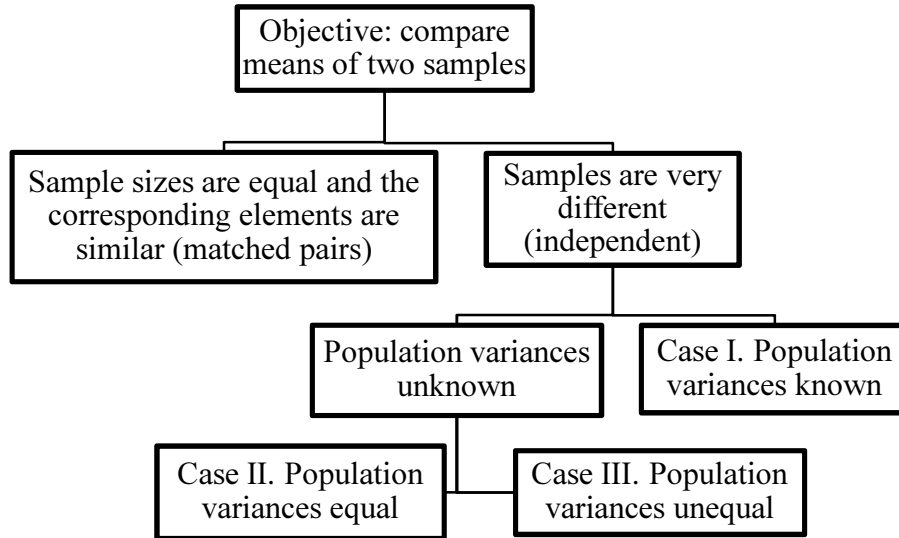 Objective: compare
means of two samples
Sample sizes are equal and the
corresponding elements are
similar (matched pairs)
Samples are very
different
(independent)
Population variances
unknown
Case I. Population
variances known
Case II. Population
variances equal
Case III. Population
variances unequal